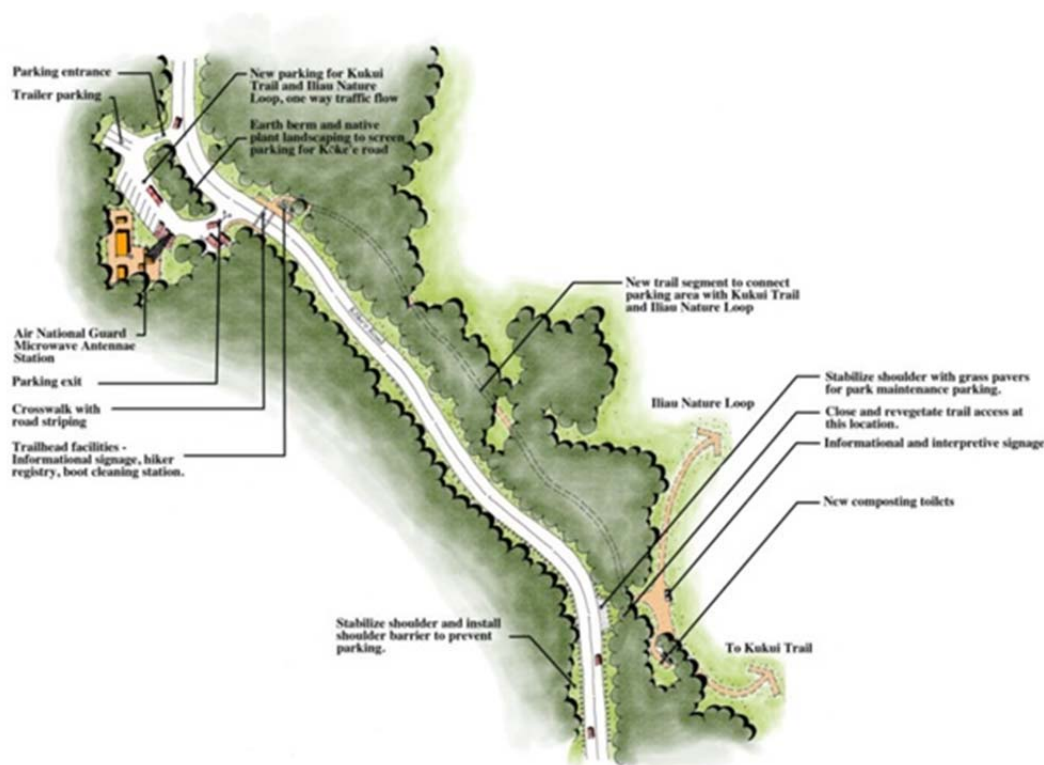 Parking entrance
Trailer parking
New parking for Kukui
Trail and Iliau Nature
Loop, one way traffic flow
Earth berm and native
plant landscaping to screen
parking for Kōke'e road
Kōke'e Road
New trail segment to connect
parking area with Kukui Trail
and Iliau Nature Loop
Air National Guard
Microwave Antennae
Station
Parking exit
Crosswalk with
road striping
Trailhead facilities -
Informational signage, hiker
registry, boot cleaning station.
Iliau Nature Loop
Stabilize shoulder with grass pavers
for park maintenance parking.
Close and revegetate trail access at
this location.
Informational and interpretive signage
New composting toilets
Stabilize shoulder and install
shoulder barrier to prevent
parking.
To Kukui Trail